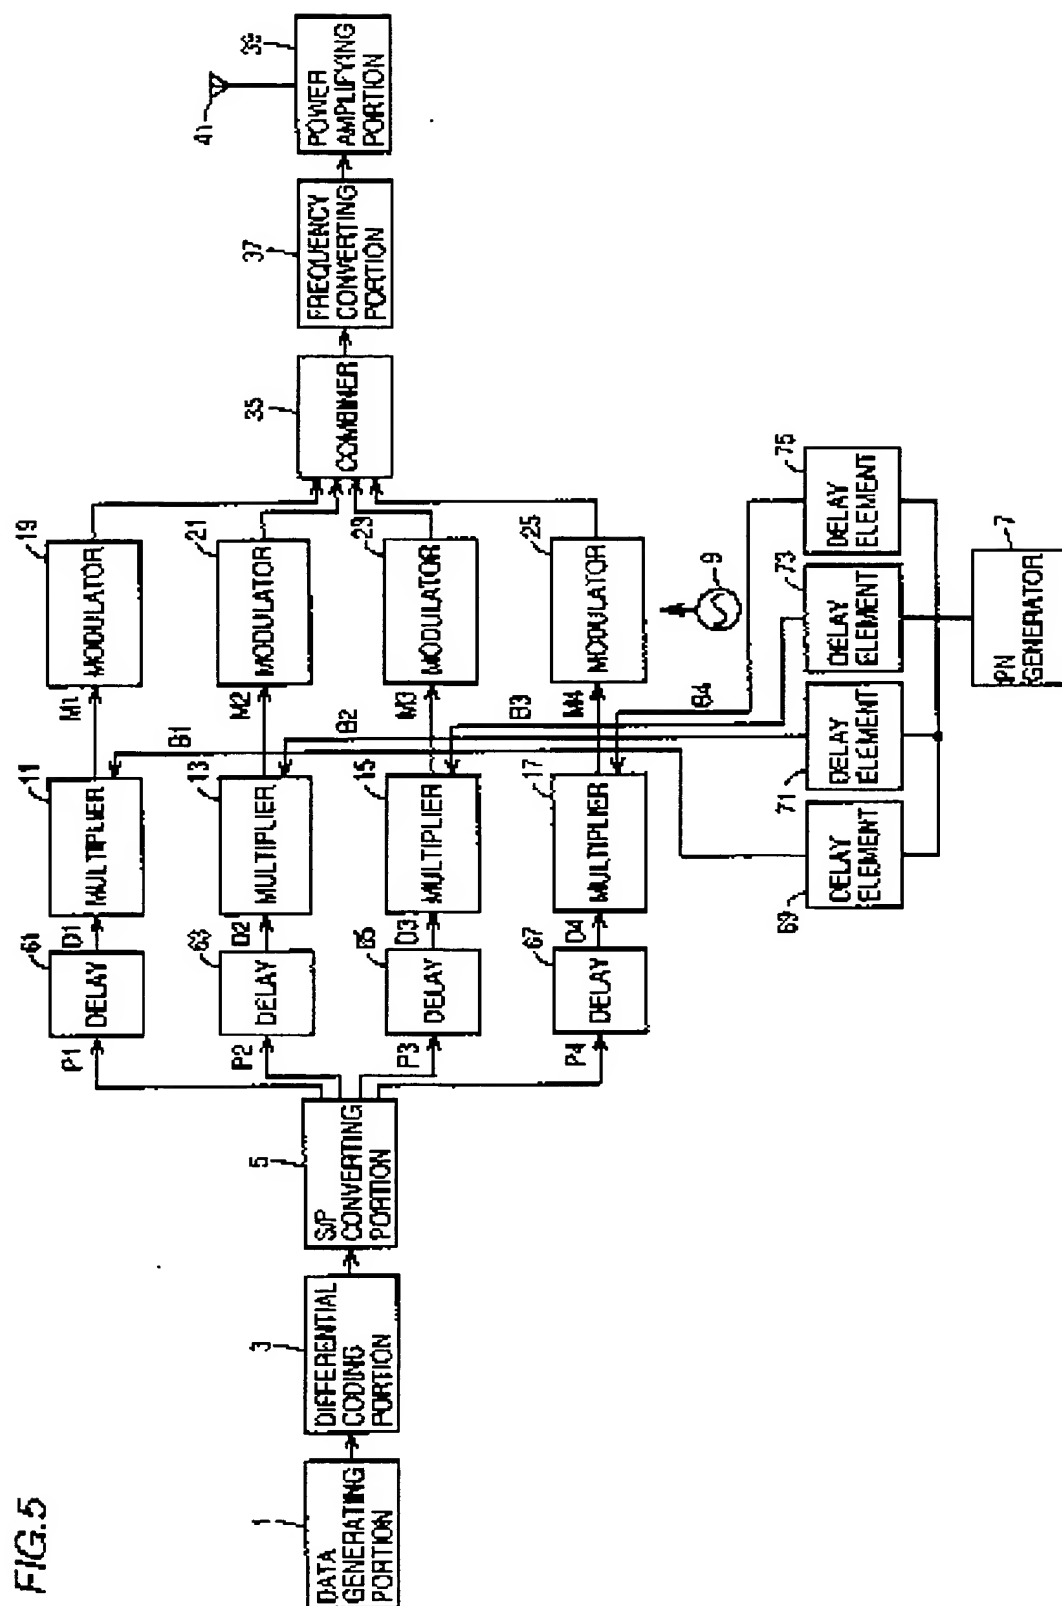 FIG.5
1
DATA
GENERATING
PORTION
3
DIFFERENTIAL
CODING
PORTION
5
S/P
CONVERTING
PORTION
P1
61
DELAY
D1
11
MULTIPLIER
B1
M1
19
MODULATOR
P2
63
DELAY
D2
13
MULTIPLIER
B2
M2
21
MODULATOR
P3
65
DELAY
D3
15
MULTIPLIER
B3
M3
23
MODULATOR
P4
67
DELAY
D4
17
MULTIPLIER
B4
M4
25
MODULATOR
35
COMBINER
37
FREQUENCY
CONVERTING
PORTION
39
POWER
AMPLIFYING
PORTION
41
9
69
DELAY
ELEMENT
71
DELAY
ELEMENT
73
DELAY
ELEMENT
75
DELAY
ELEMENT
7
PN
GENERATOR